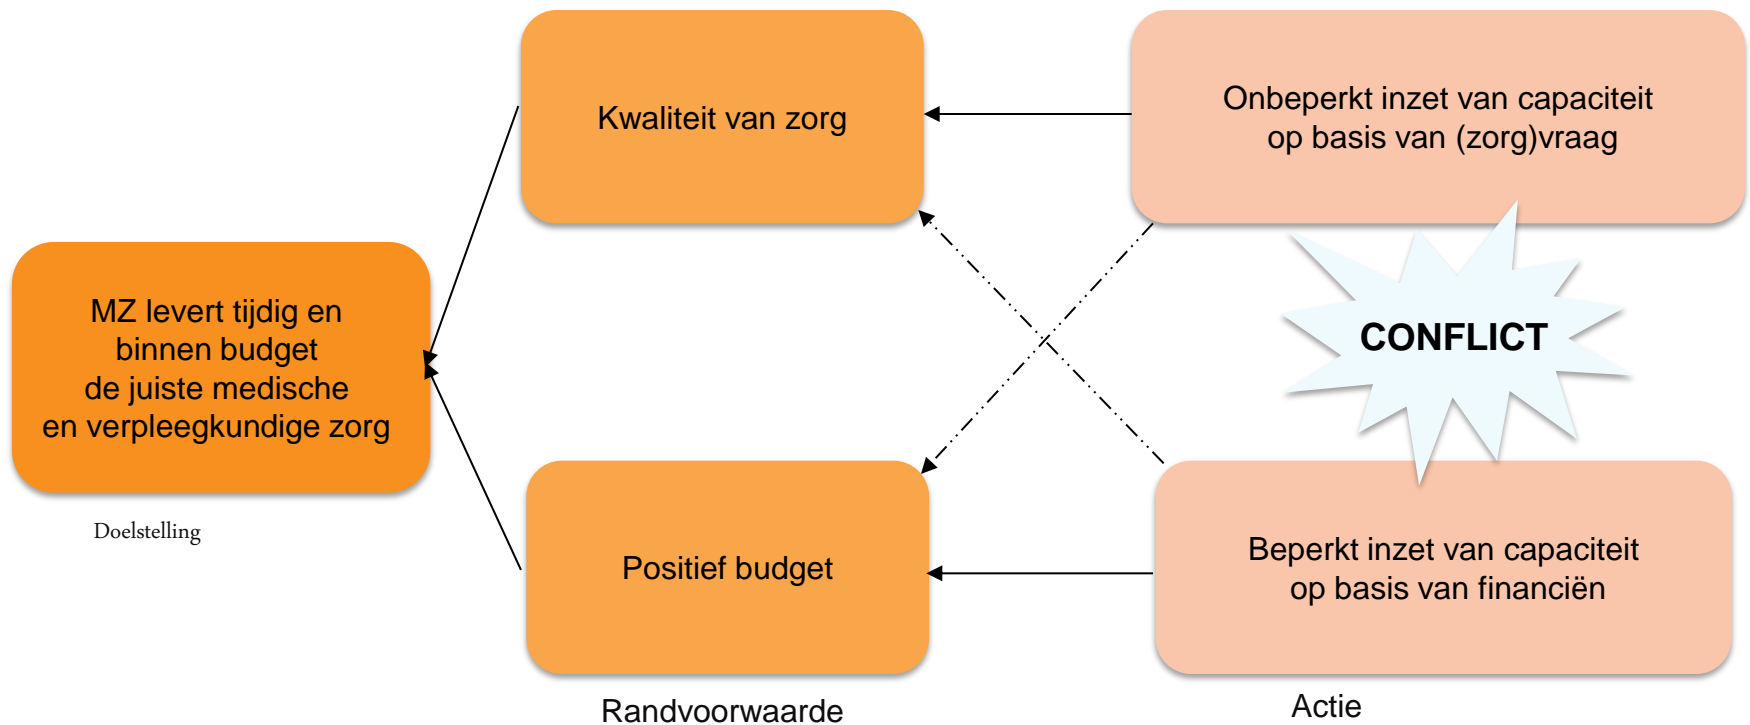 Kwaliteit van zorg
Onbeperkt inzet van capaciteit
op basis van (zorg)vraag
MZ levert tijdig en
binnen budget
de juiste medische
en verpleegkundige zorg
CONFLICT
Doelstelling
Positief budget
Beperkt inzet van capaciteit
op basis van financiën
Randvoorwaarde
Actie